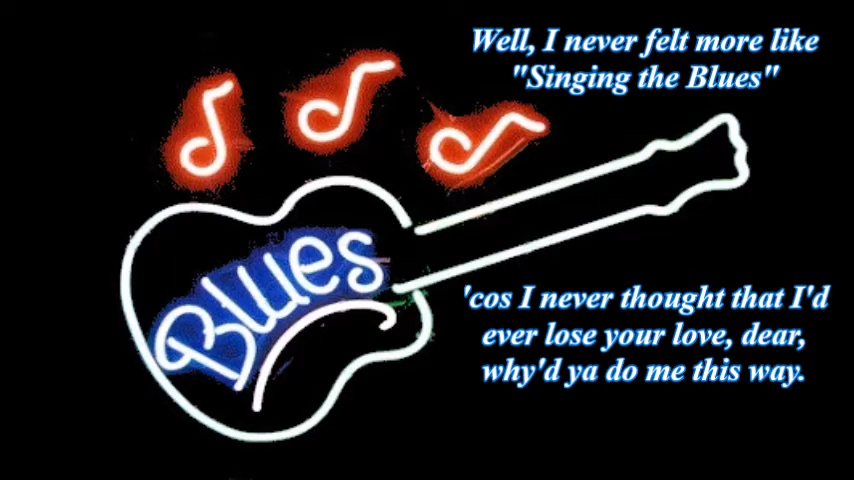 Well, I never felt more like
"Singing the Blues"
Blues
'cos I never thought that I'd
ever lose your love, dear,
why'd ya do me this way.